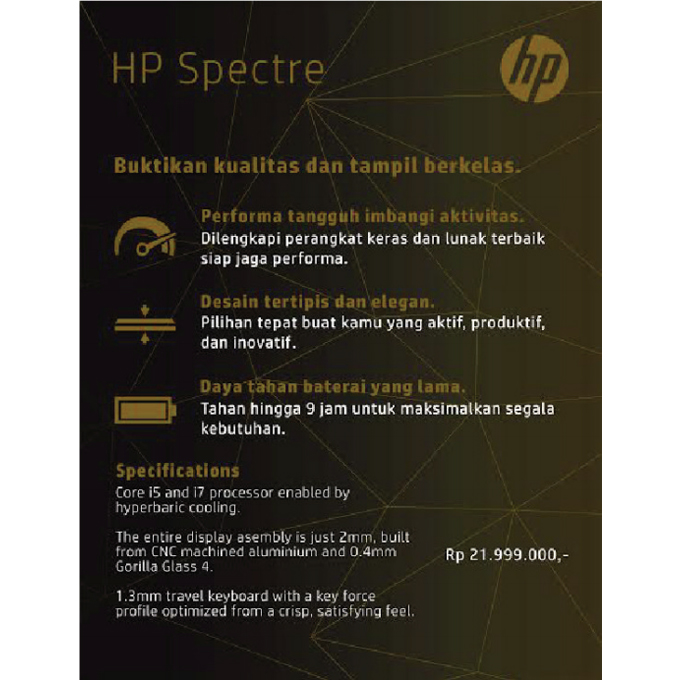 HP Spectre
hp
Buktikan kualitas dan tampil berkelas.
Performa tangguh imbangi aktivitas.
Dilengkapi perangkat keras dan lunak terbaik
siap jaga performa.
Desain tertipis dan elegan.
Pilihan tepat buat kamu yang aktif, produktif,
dan inovatif.
Daya tahan baterai yang lama.
Tahan hingga 9 jam untuk maksimalkan segala
kebutuhan.
Specifications
Core i5 and i7 processor enabled by
hyperbaric cooling.
The entire display asembly is just 2mm, built
from CNC machined aluminium and 0.4mm
Gorilla Glass 4.
Rp 21.999.000,-
1.3mm travel keyboard with a key force
profile optimized from a crisp, satisfying feel.